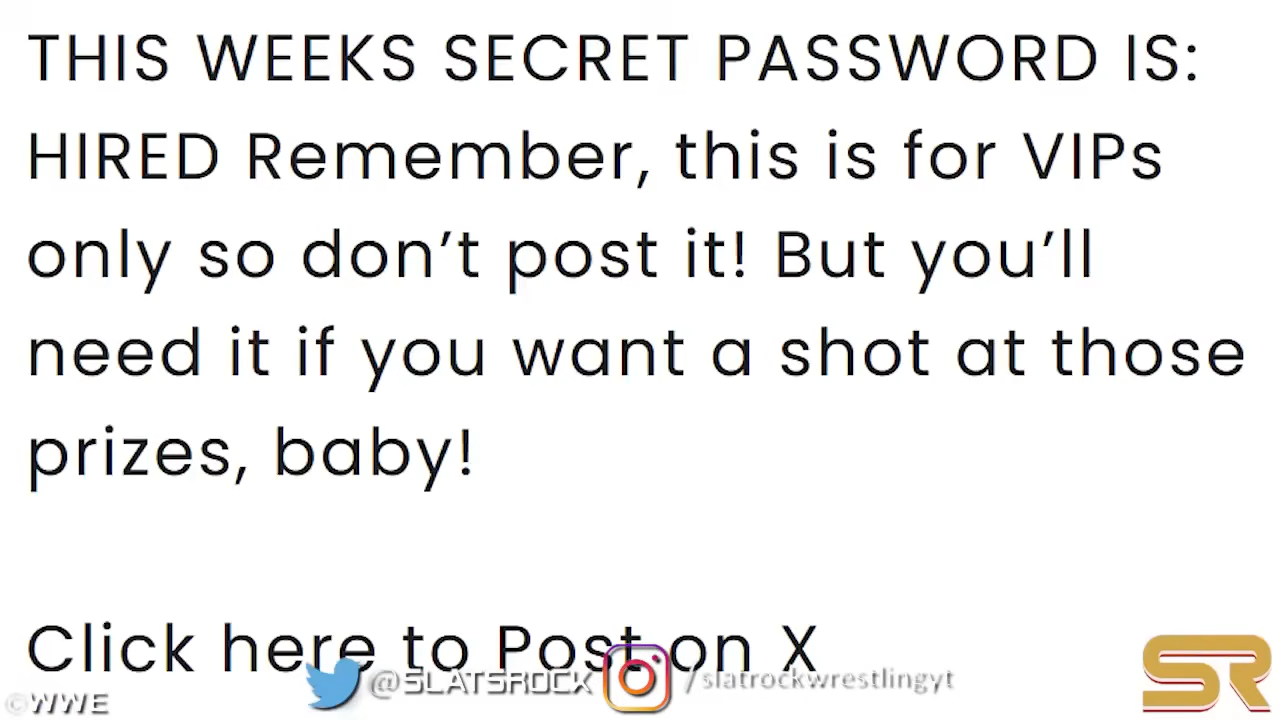 THIS WEEKS SECRET PASSWORD IS:
HIRED Remember, this is for VIPs
only so don’t post it! But you’ll
need it if you want a shot at those
prizes, baby!
Click here to Post on X
@SLATSROCK /slatrockwrestlingyt
©WWE
SR